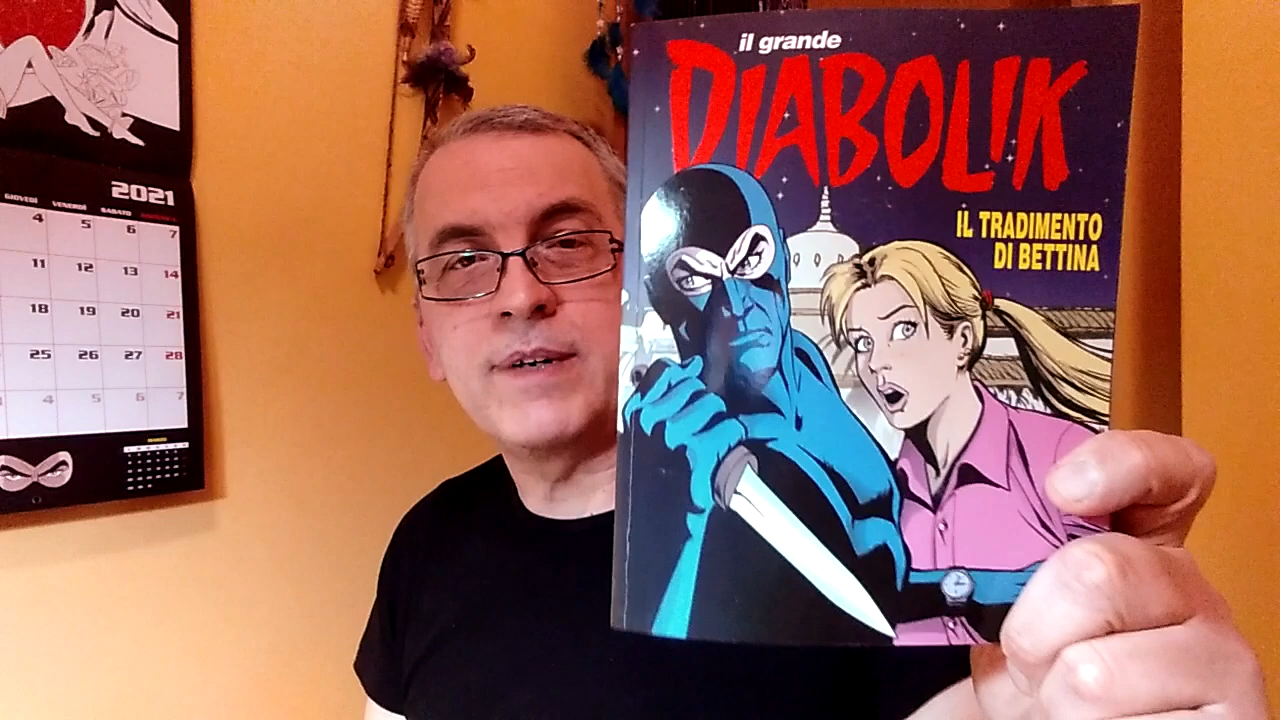 il grande
DIABOLIK
IL TRADIMENTO
DI BETTINA
2021
GIOVEDÌ VENERDÌ SABATO
4 5 6 7
11 12 13 14
18 19 20 21
25 26 27 28
4 5 6 7
MARZO